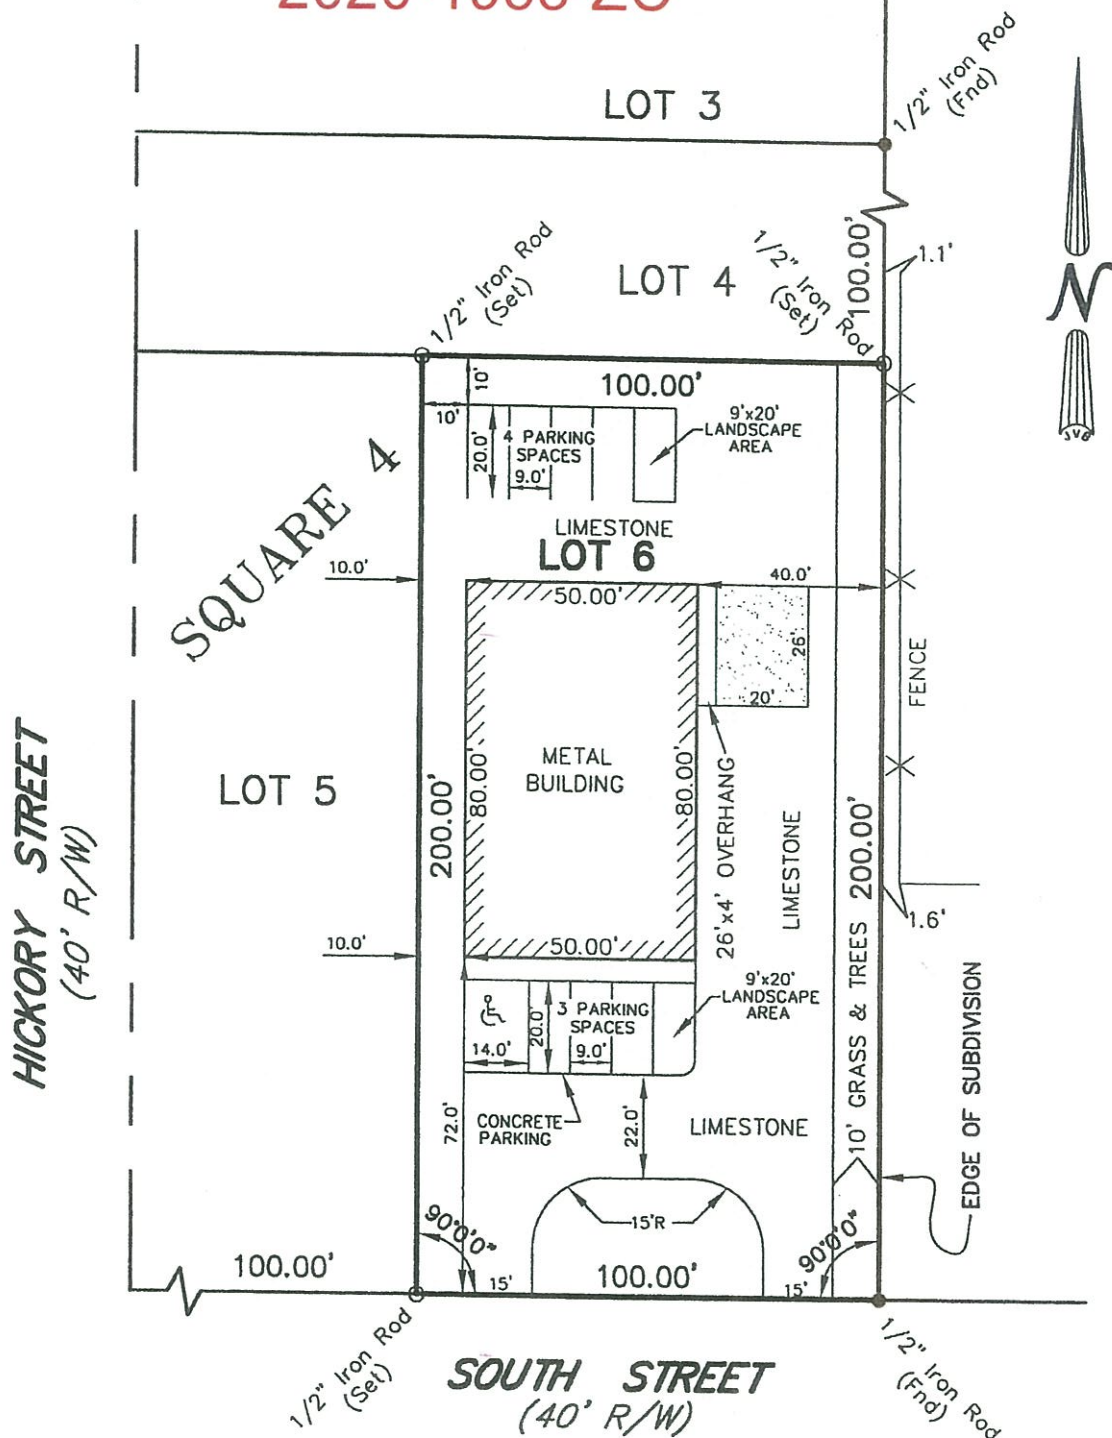 LOT 3
1/2" Iron Rod
(Fnd)
1/2" Iron Rod
(Set)
LOT 4
1/2" Iron Rod
(Set)
100.00'
1.1'
N
JVB
10'
100.00'
10'
20.0'
4 PARKING
SPACES
9.0'
9'x20'
LANDSCAPE
AREA
SQUARE 4
LIMESTONE
LOT 6
10.0'
50.00'
40.0'
26'
20'
FENCE
METAL
BUILDING
80.00'
80.00'
LOT 5
200.00'
26'x4' OVERHANG
LIMESTONE
200.00'
HICKORY STREET
(40' R/W)
1.6'
10.0'
50.00'
9'x20'
LANDSCAPE
AREA
3 PARKING
SPACES
20.0'
14.0'
9.0'
10' GRASS & TREES
EDGE OF SUBDIVISION
72.0'
CONCRETE
PARKING
22.0'
LIMESTONE
90°0'0"
15'R
90°0'0"
100.00'
15'
100.00'
15'
1/2" Iron Rod
(Set)
SOUTH STREET
(40' R/W)
1/2" Iron Rod
(Fnd)